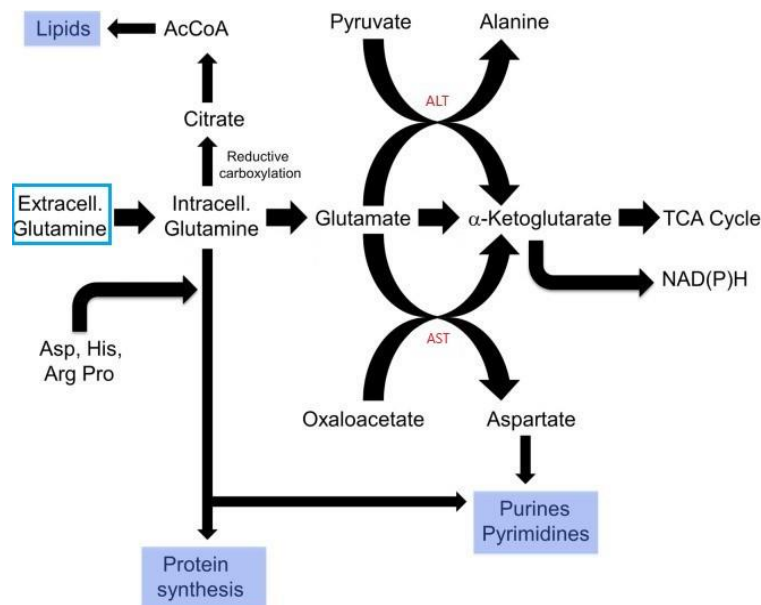 Lipids
AcCoA
Pyruvate
Alanine
ALT
Citrate
Reductive
carboxylation
Extracell.
Glutamine
Intracell.
Glutamine
Glutamate
α-Ketoglutarate
TCA Cycle
NAD(P)H
Asp, His,
Arg Pro
AST
Oxaloacetate
Aspartate
Purines
Pyrimidines
Protein
synthesis